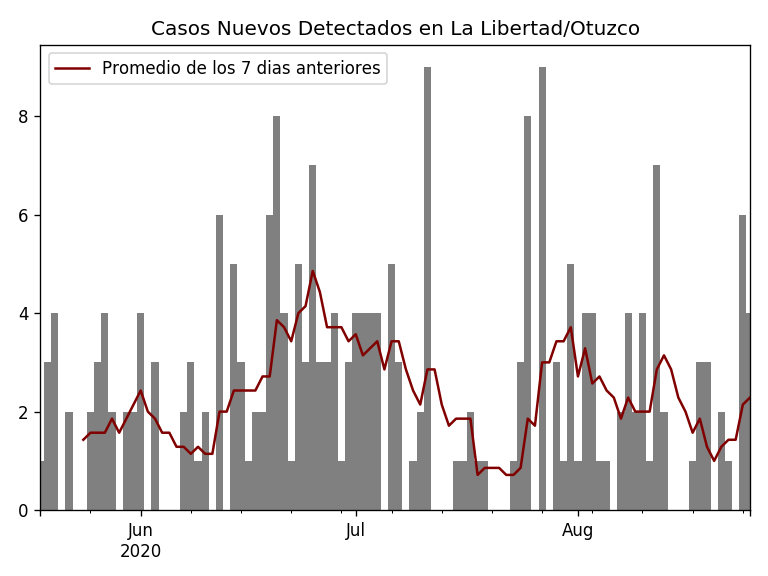 Casos Nuevos Detectados en La Libertad/Otuzco
Promedio de los 7 dias anteriores
8
6
4
2
0
Jun
2020
Jul
Aug